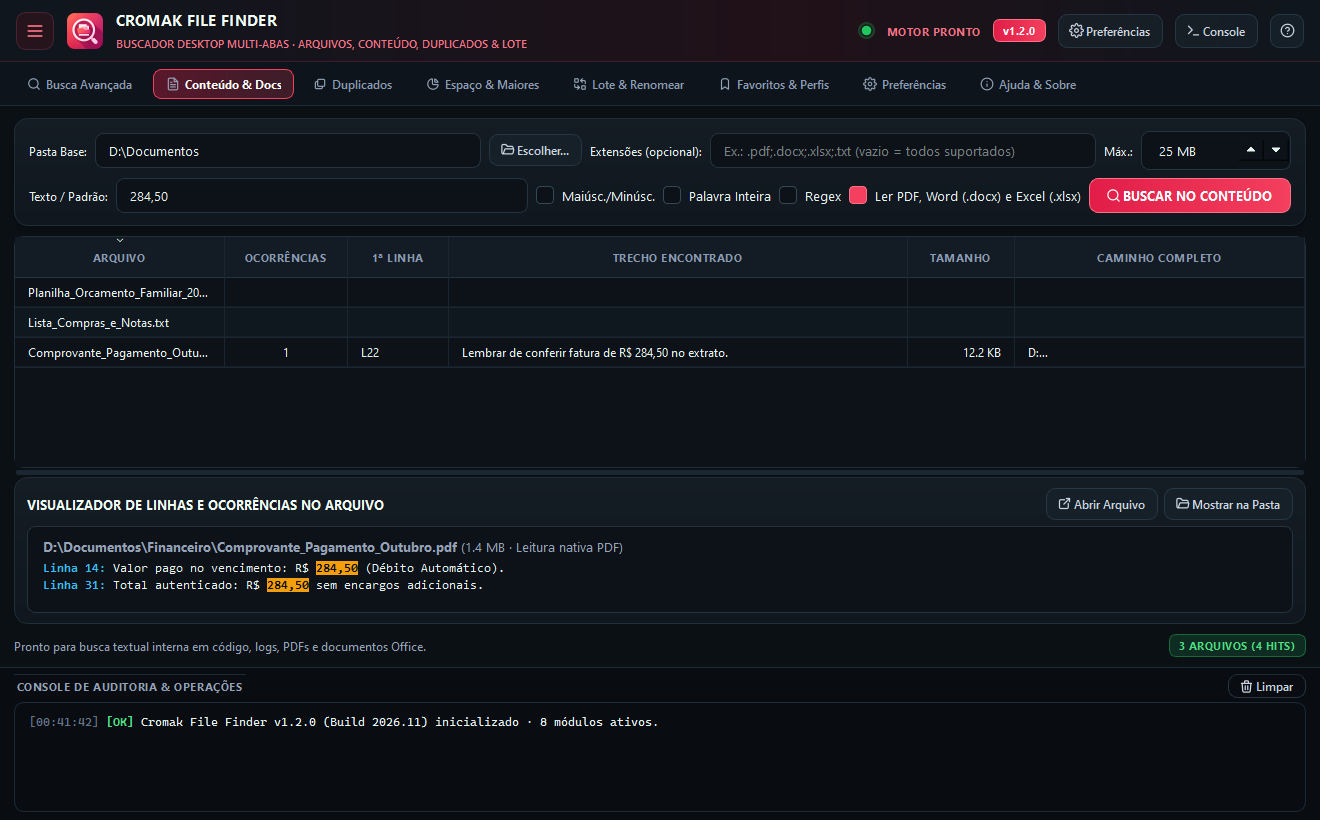 CROMAK FILE FINDER
BUSCADOR DESKTOP MULTI-ABAS · ARQUIVOS, CONTEÚDO, DUPLICADOS & LOTE
MOTOR PRONTO
v1.2.0
Preferências
>_ Console
Busca Avançada
Conteúdo & Docs
Duplicados
Espaço & Maiores
Lote & Renomear
Favoritos & Perfis
Preferências
Ajuda & Sobre
Pasta Base: D:\Documentos
Escolher...
Extensões (opcional): Ex.: .pdf;.docx;.xlsx;.txt (vazio = todos suportados)
Máx.: 25 MB
Texto / Padrão: 284,50
Maiúsc./Minúsc.
Palavra Inteira
Regex
Ler PDF, Word (.docx) e Excel (.xlsx)
BUSCAR NO CONTEÚDO
ARQUIVO OCORRÊNCIAS 1ª LINHA TRECHO ENCONTRADO TAMANHO CAMINHO COMPLETO
Planilha_Orcamento_Familiar_20...
Lista_Compras_e_Notas.txt
Comprovante_Pagamento_Outu... 1 L22 Lembrar de conferir fatura de R$ 284,50 no extrato. 12.2 KB D:...
VISUALIZADOR DE LINHAS E OCORRÊNCIAS NO ARQUIVO
Abrir Arquivo
Mostrar na Pasta
D:\Documentos\Financeiro\Comprovante_Pagamento_Outubro.pdf (1.4 MB · Leitura nativa PDF)
Linha 14: Valor pago no vencimento: R$ 284,50 (Débito Automático).
Linha 31: Total autenticado: R$ 284,50 sem encargos adicionais.
Pronto para busca textual interna em código, logs, PDFs e documentos Office.
3 ARQUIVOS (4 HITS)
CONSOLE DE AUDITORIA & OPERAÇÕES
Limpar
[00:41:42] [OK] Cromak File Finder v1.2.0 (Build 2026.11) inicializado · 8 módulos ativos.